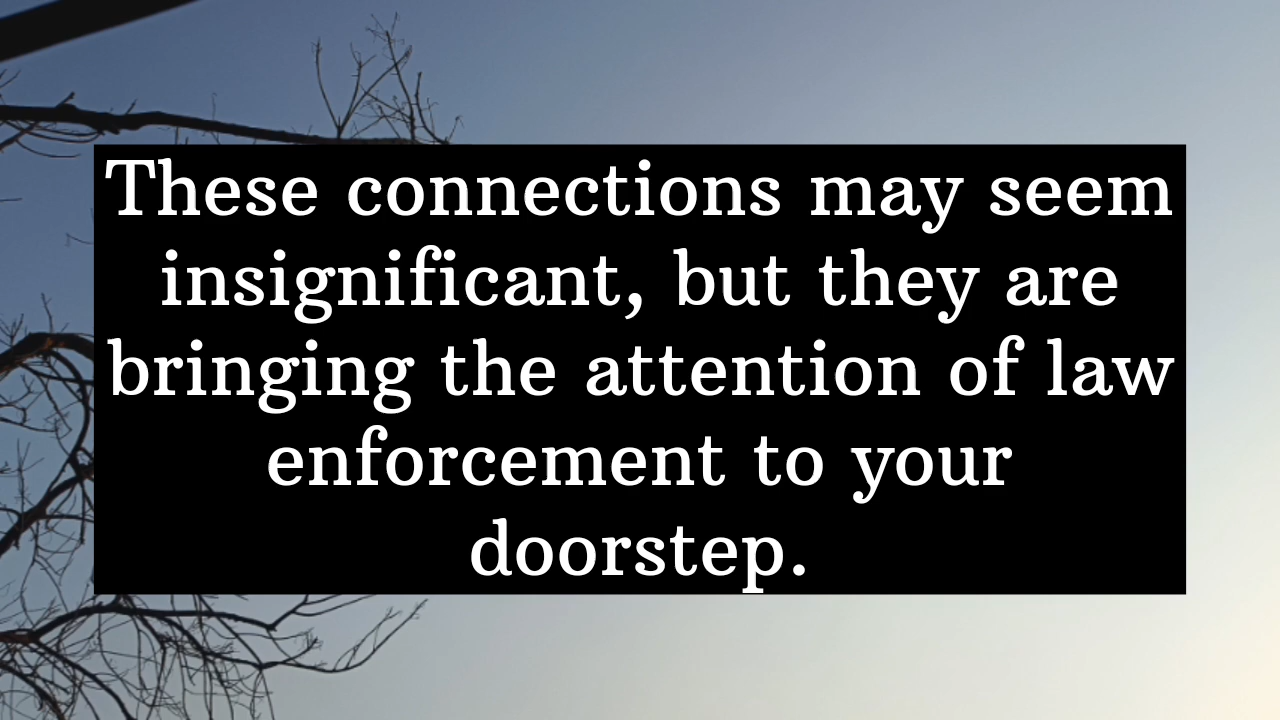 These connections may seem
insignificant, but they are
bringing the attention of law
enforcement to your
doorstep.